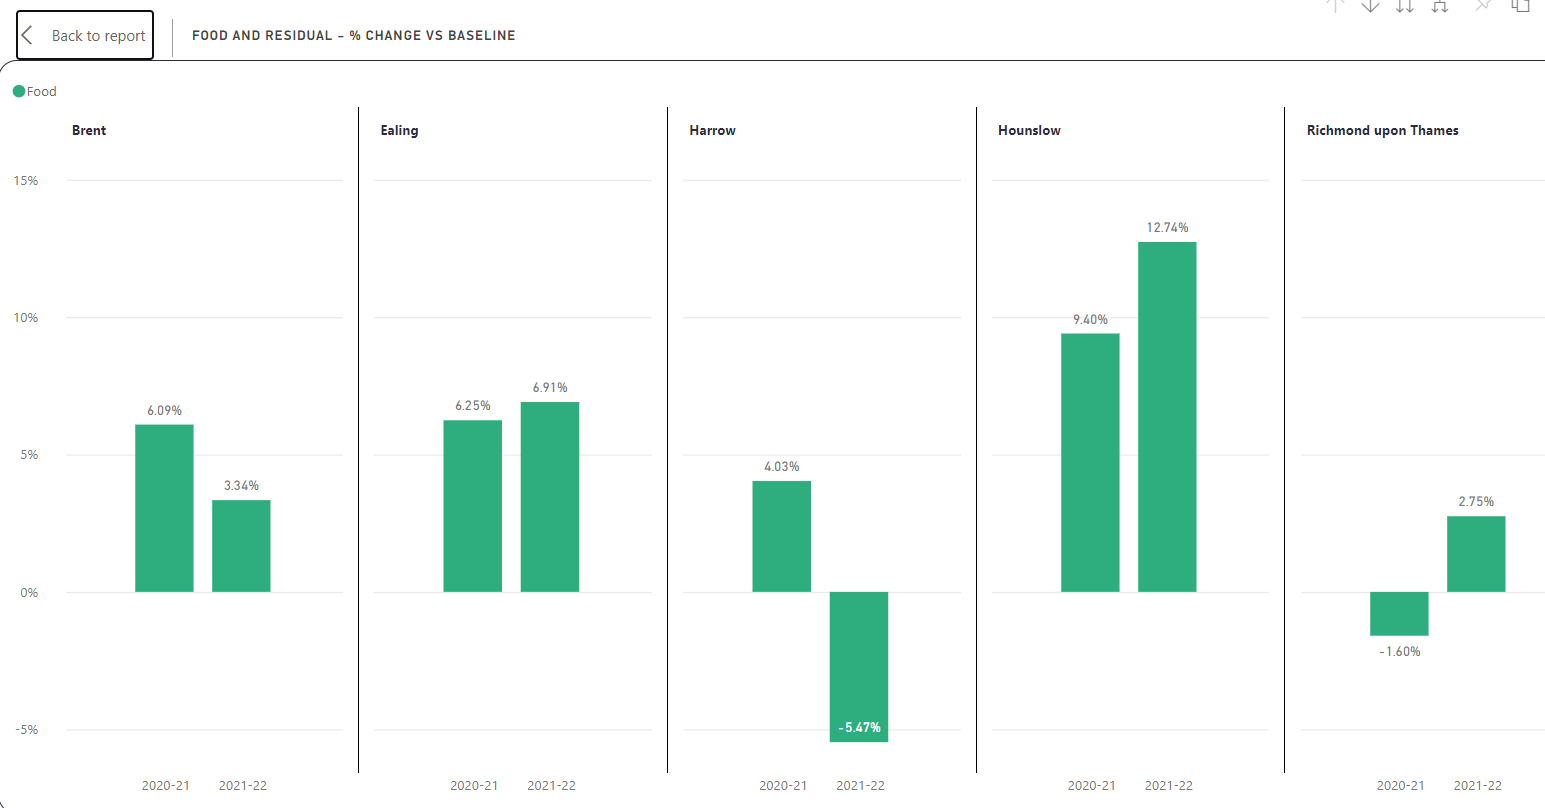 Back to report
FOOD AND RESIDUAL - % CHANGE VS BASELINE
Food
Brent
Ealing
Harrow
Hounslow
Richmond upon Thames
15%
10%
5%
0%
-5%
6.09%
3.34%
6.25%
6.91%
4.03%
-5.47%
9.40%
12.74%
-1.60%
2.75%
2020-21 2021-22 2020-21 2021-22 2020-21 2021-22 2020-21 2021-22 2020-21 2021-22